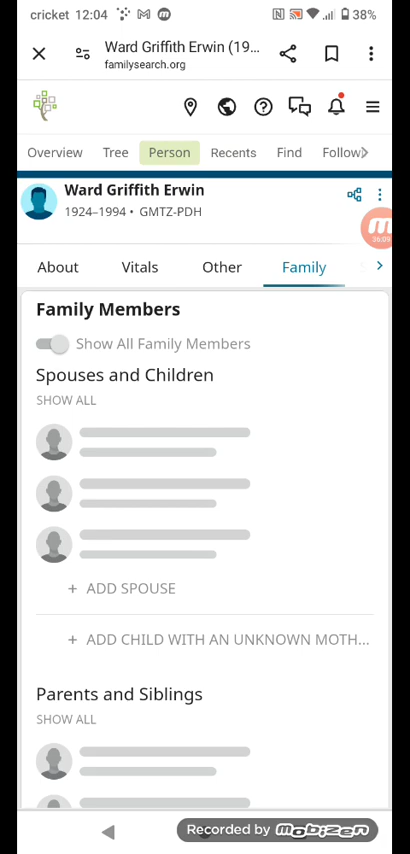 cricket 12:04 38%
Ward Griffith Erwin (19...
familysearch.org
Overview Tree Person Recents Find Follow
Ward Griffith Erwin
1924–1994 • GMTZ-PDH
36:09
About Vitals Other Family
Family Members
Show All Family Members
Spouses and Children
SHOW ALL
+ ADD SPOUSE
+ ADD CHILD WITH AN UNKNOWN MOTH...
Parents and Siblings
SHOW ALL
Recorded by mobizen